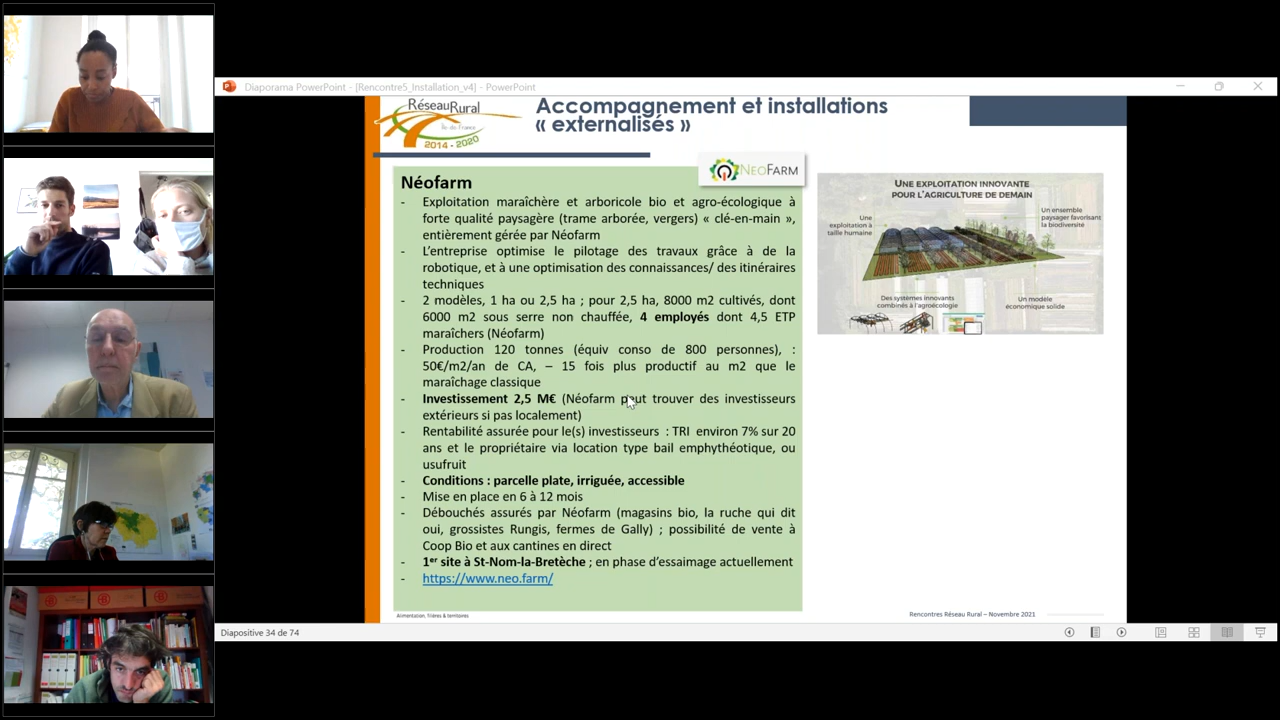 Diaporama PowerPoint - [Rencontre5_Installation_v4] - PowerPoint
RéseauRural
Île de France
2014 - 2020
Accompagnement et installations
« externalisés »
NEOFARM
Néofarm
- Exploitation maraîchère et arboricole bio et agro-écologique à
forte qualité paysagère (trame arborée, vergers) « clé-en-main »,
entièrement gérée par Néofarm
- L’entreprise optimise le pilotage des travaux grâce à de la
robotique, et à une optimisation des connaissances/ des itinéraires
techniques
- 2 modèles, 1 ha ou 2,5 ha ; pour 2,5 ha, 8000 m2 cultivés, dont
6000 m2 sous serre non chauffée, 4 employés dont 4,5 ETP
maraîchers (Néofarm)
- Production 120 tonnes (équiv conso de 800 personnes), :
50€/m2/an de CA, – 15 fois plus productif au m2 que le
maraîchage classique
- Investissement 2,5 M€ (Néofarm peut trouver des investisseurs
extérieurs si pas localement)
- Rentabilité assurée pour le(s) investisseurs : TRI environ 7% sur 20
ans et le propriétaire via location type bail emphythéotique, ou
usufruit
- Conditions : parcelle plate, irriguée, accessible
- Mise en place en 6 à 12 mois
- Débouchés assurés par Néofarm (magasins bio, la ruche qui dit
oui, grossistes Rungis, fermes de Gally) ; possibilité de vente à
Coop Bio et aux cantines en direct
- 1er site à St-Nom-la-Bretèche ; en phase d’essaimage actuellement
- https://www.neo.farm/
UNE EXPLOITATION INNOVANTE
POUR L’AGRICULTURE DE DEMAIN
Une
exploitation à
taille humaine
Un ensemble
paysager favorisant
la biodiversité
Des systèmes innovants
combinés à l’agroécologie
Un modèle
économique solide
Alimentation, filières & territoires
Rencontres Réseau Rural – Novembre 2021
Diapositive 34 de 74